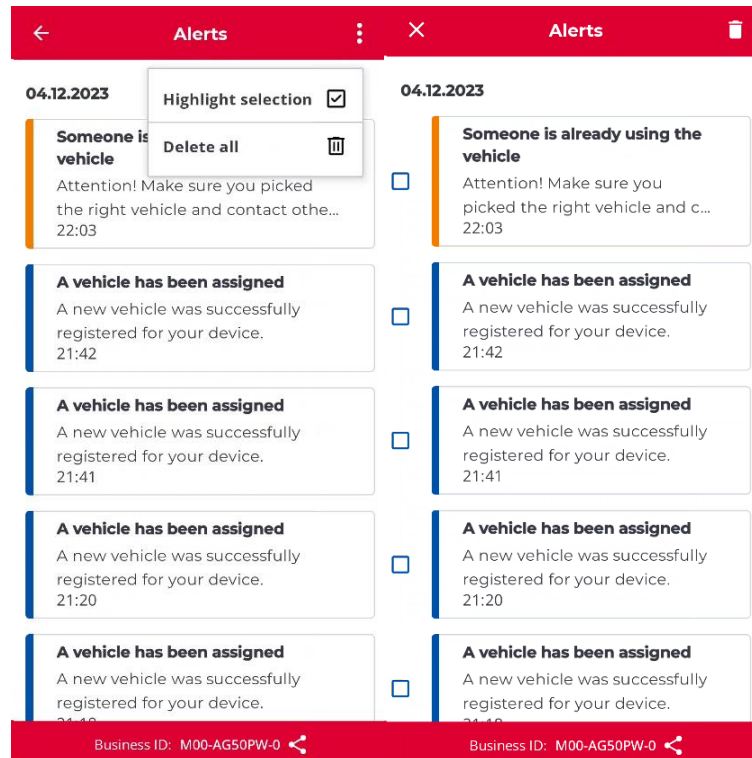 Alerts
04.12.2023
Highlight selection
Delete all
Someone is
vehicle
Attention! Make sure you picked
the right vehicle and contact othe...
22:03
A vehicle has been assigned
A new vehicle was successfully
registered for your device.
21:42
A vehicle has been assigned
A new vehicle was successfully
registered for your device.
21:41
A vehicle has been assigned
A new vehicle was successfully
registered for your device.
21:20
A vehicle has been assigned
A new vehicle was successfully
registered for your device.
Business ID: M00-AG50PW-0
Alerts
04.12.2023
Someone is already using the
vehicle
Attention! Make sure you
picked the right vehicle and c...
22:03
A vehicle has been assigned
A new vehicle was successfully
registered for your device.
21:42
A vehicle has been assigned
A new vehicle was successfully
registered for your device.
21:41
A vehicle has been assigned
A new vehicle was successfully
registered for your device.
21:20
A vehicle has been assigned
A new vehicle was successfully
registered for your device.
Business ID: M00-AG50PW-0